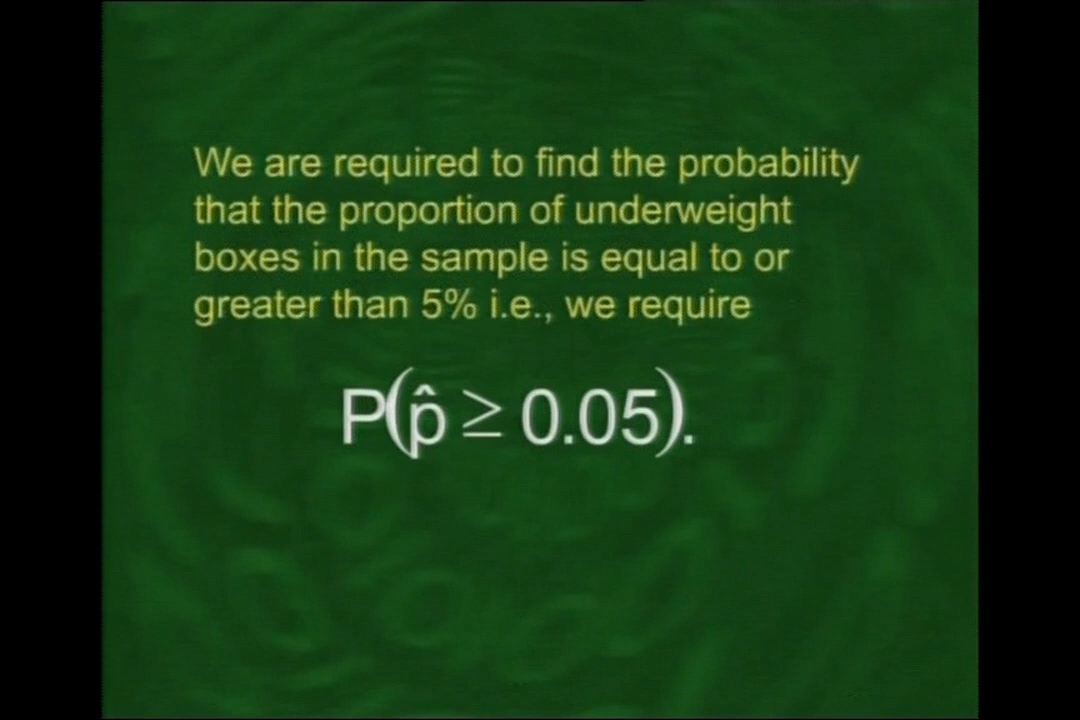 We are required to find the probability
that the proportion of underweight
boxes in the sample is equal to or
greater than 5% i.e., we require
P(p̂ ≥ 0.05).